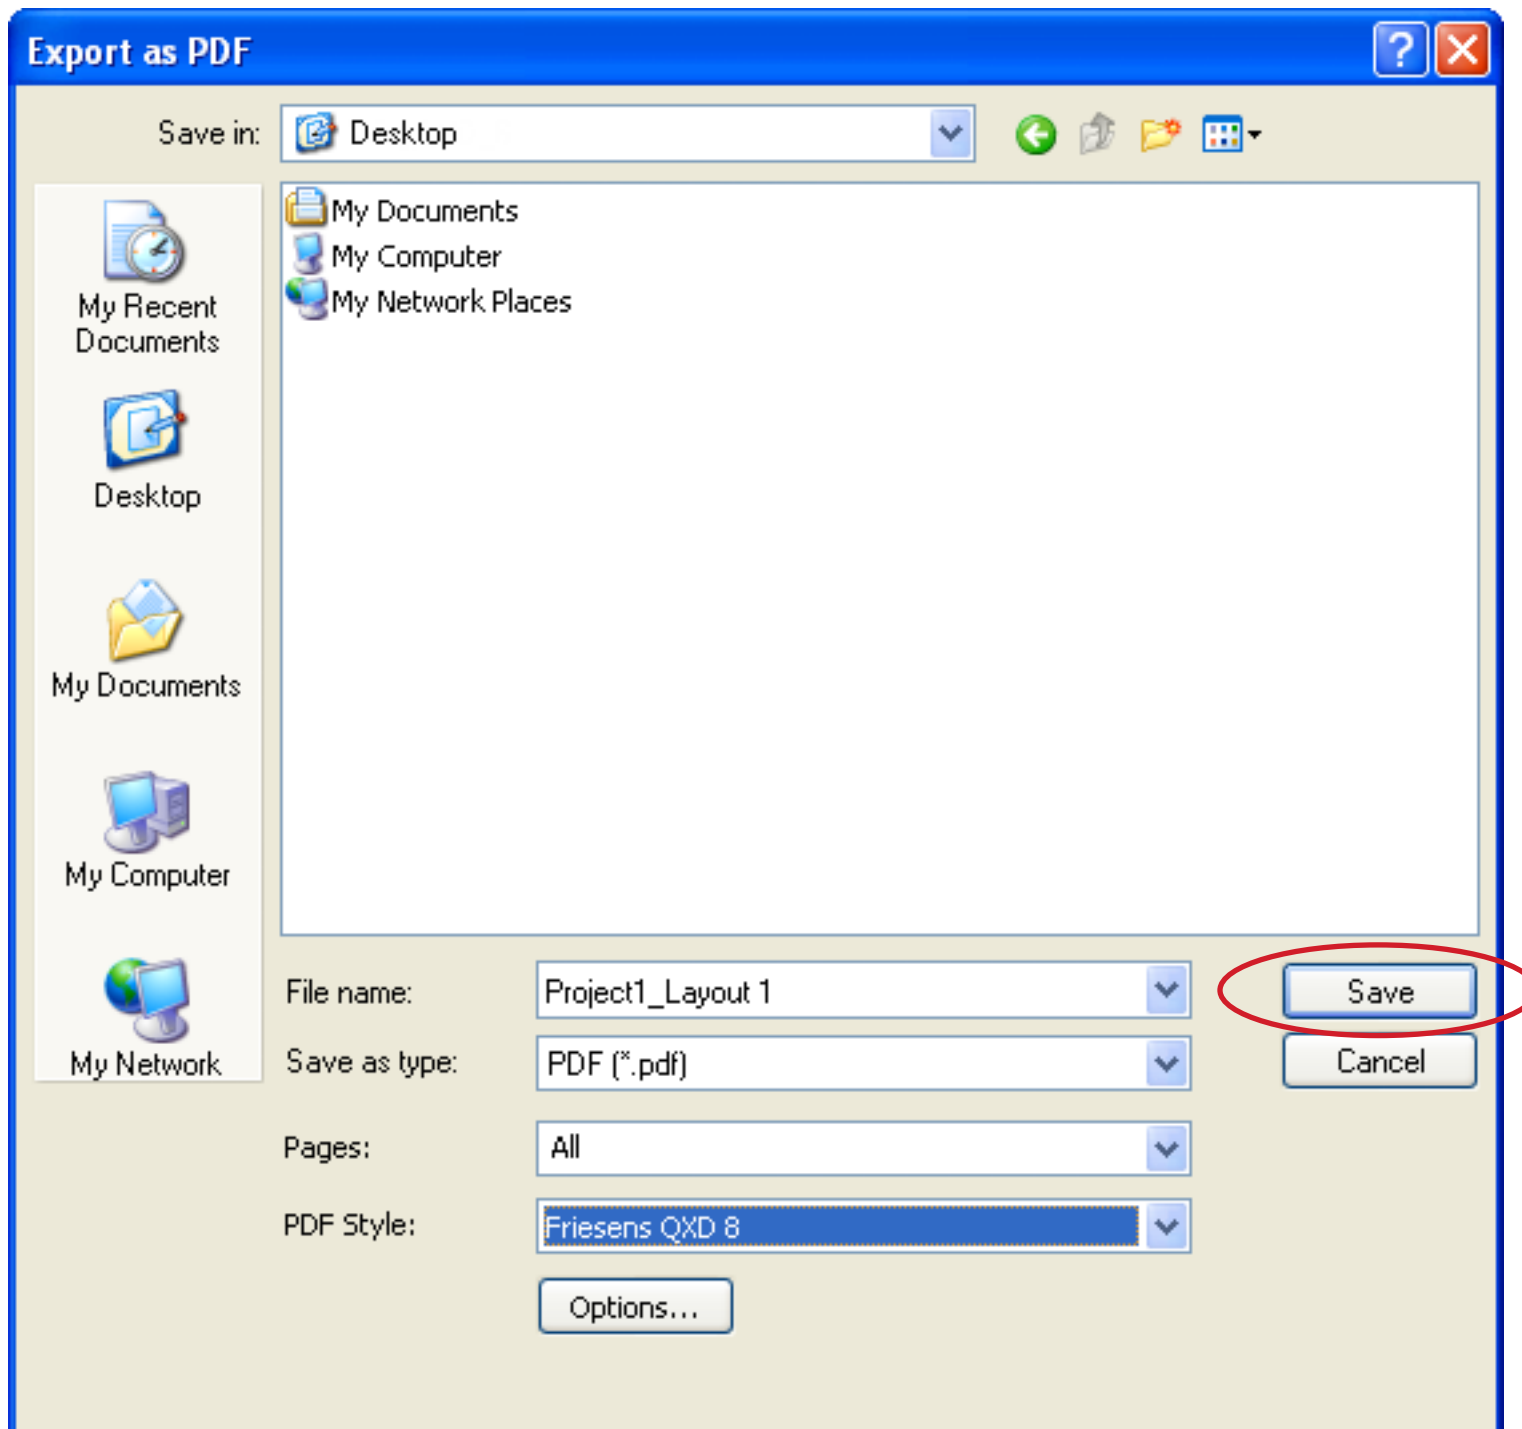 Export as PDF
Save in:
Desktop
My Documents
My Computer
My Network Places
My Recent
Documents
Desktop
My Documents
My Computer
My Network
File name:
Project1_Layout 1
Save
Save as type:
PDF (*.pdf)
Cancel
Pages:
All
PDF Style:
Friesens QXD 8
Options...